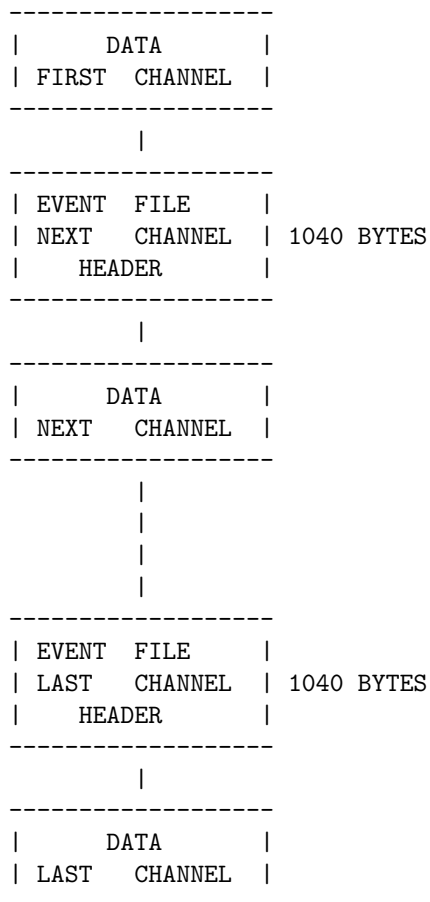 -------------------
|      DATA       |
| FIRST  CHANNEL  |
-------------------
         |
-------------------
| EVENT  FILE     |
| NEXT   CHANNEL  | 1040 BYTES
|    HEADER       |
-------------------
         |
-------------------
|      DATA       |
| NEXT   CHANNEL  |
-------------------
         |
         |
         |
         |
-------------------
| EVENT  FILE     |
| LAST   CHANNEL  | 1040 BYTES
|    HEADER       |
-------------------
         |
-------------------
|      DATA       |
| LAST   CHANNEL  |